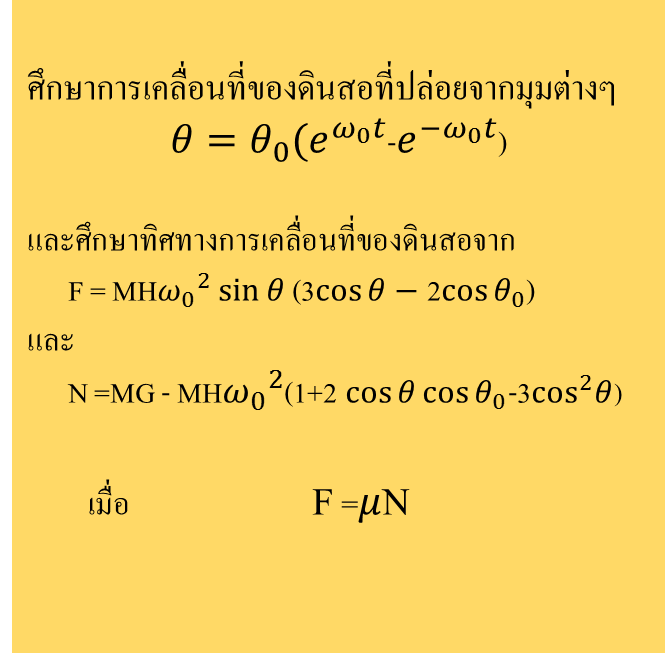 ศึกษาการเคลื่อนที่ของดินสอที่ปล่อยจากมุมต่างๆ
θ = θ₀(e^{ω₀t}-e^{−ω₀t})
และศึกษาทิศทางการเคลื่อนที่ของดินสอจาก
F = MHω₀² sin θ (3cos θ − 2cos θ₀)
และ
N =MG - MHω₀²(1+2 cos θ cos θ₀-3cos²θ)
เมื่อ F =μN